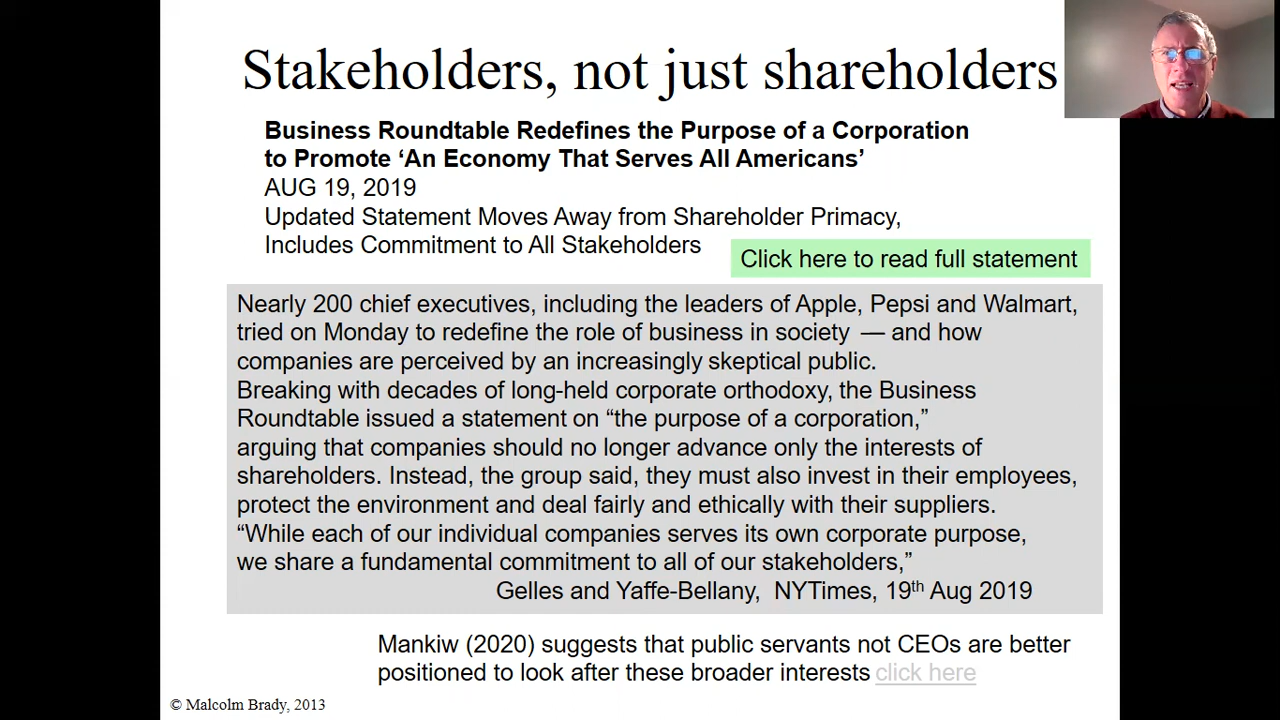 Stakeholders, not just shareholders
Business Roundtable Redefines the Purpose of a Corporation
to Promote ‘An Economy That Serves All Americans’
AUG 19, 2019
Updated Statement Moves Away from Shareholder Primacy,
Includes Commitment to All Stakeholders
Click here to read full statement
Nearly 200 chief executives, including the leaders of Apple, Pepsi and Walmart,
tried on Monday to redefine the role of business in society — and how
companies are perceived by an increasingly skeptical public.
Breaking with decades of long-held corporate orthodoxy, the Business
Roundtable issued a statement on “the purpose of a corporation,”
arguing that companies should no longer advance only the interests of
shareholders. Instead, the group said, they must also invest in their employees,
protect the environment and deal fairly and ethically with their suppliers.
“While each of our individual companies serves its own corporate purpose,
we share a fundamental commitment to all of our stakeholders,”
Gelles and Yaffe-Bellany, NYTimes, 19th Aug 2019
Mankiw (2020) suggests that public servants not CEOs are better
positioned to look after these broader interests click here
© Malcolm Brady, 2013